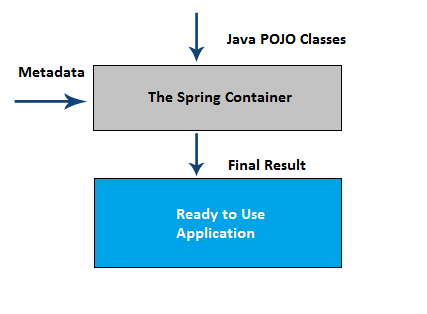 Java POJO Classes
Metadata
The Spring Container
Final Result
Ready to Use
Application